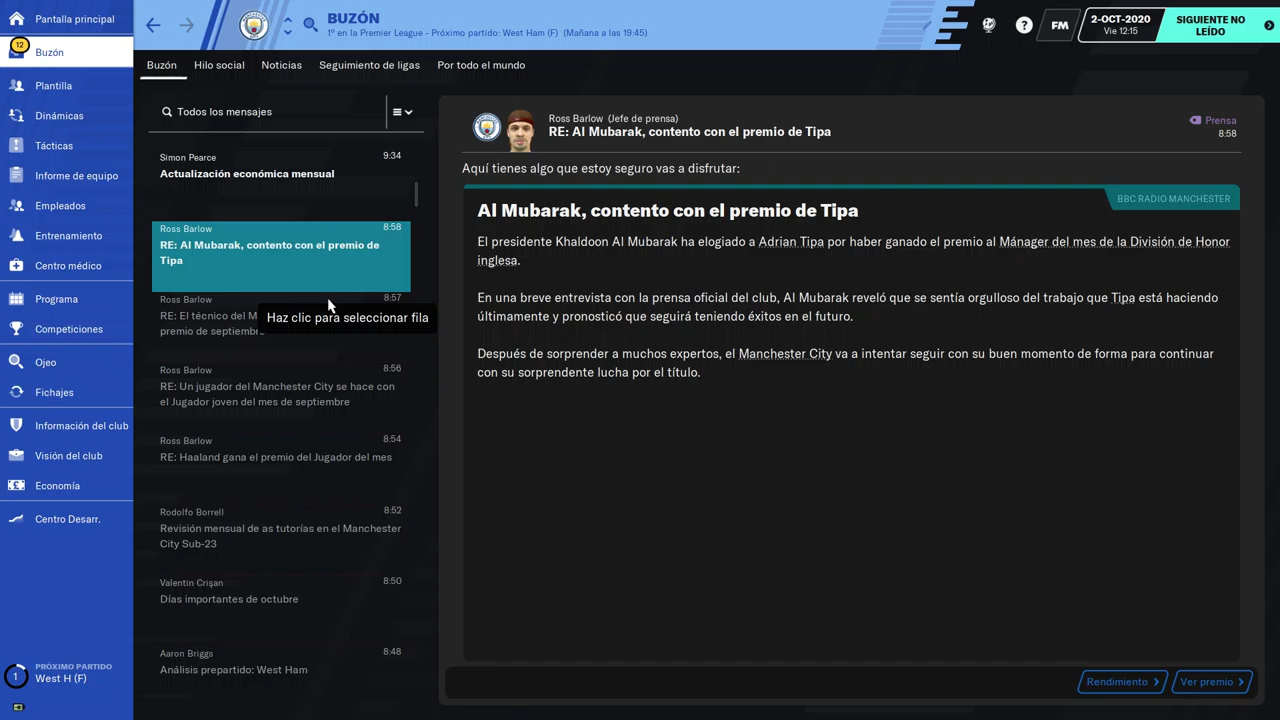 Pantalla principal
12
Buzón
Plantilla
Dinámicas
Tácticas
Informe de equipo
Empleados
Entrenamiento
Centro médico
Programa
Competiciones
Ojeo
Fichajes
Información del club
Visión del club
Economía
Centro Desarr.
1
PRÓXIMO PARTIDO
West H (F)
BUZÓN
1º en la Premier League - Próximo partido: West Ham (F) (Mañana a las 19:45)
?
FM
2-OCT-2020
Vie 12:15
SIGUIENTE NO
LEÍDO
Buzón
Hilo social
Noticias
Seguimiento de ligas
Por todo el mundo
Todos los mensajes
Simon Pearce
9:34
Actualización económica mensual
Ross Barlow
8:58
RE: Al Mubarak, contento con el premio de
Tipa
Ross Barlow
8:57
RE: El técnico del M
premio de septiemb
Haz clic para seleccionar fila
Ross Barlow
8:56
RE: Un jugador del Manchester City se hace con
el Jugador joven del mes de septiembre
Ross Barlow
8:54
RE: Haaland gana el premio del Jugador del mes
Rodolfo Borrell
8:52
Revisión mensual de as tutorías en el Manchester
City Sub-23
Valentin Crişan
8:50
Días importantes de octubre
Aaron Briggs
8:48
Análisis prepartido: West Ham
Ross Barlow (Jefe de prensa)
RE: Al Mubarak, contento con el premio de Tipa
Prensa
8:58
Aquí tienes algo que estoy seguro vas a disfrutar:
BBC RADIO MANCHESTER
Al Mubarak, contento con el premio de Tipa
El presidente Khaldoon Al Mubarak ha elogiado a Adrian Tipa por haber ganado el premio al Mánager del mes de la División de Honor
inglesa.
En una breve entrevista con la prensa oficial del club, Al Mubarak reveló que se sentía orgulloso del trabajo que Tipa está haciendo
últimamente y pronosticó que seguirá teniendo éxitos en el futuro.
Después de sorprender a muchos expertos, el Manchester City va a intentar seguir con su buen momento de forma para continuar
con su sorprendente lucha por el título.
Rendimiento
Ver premio